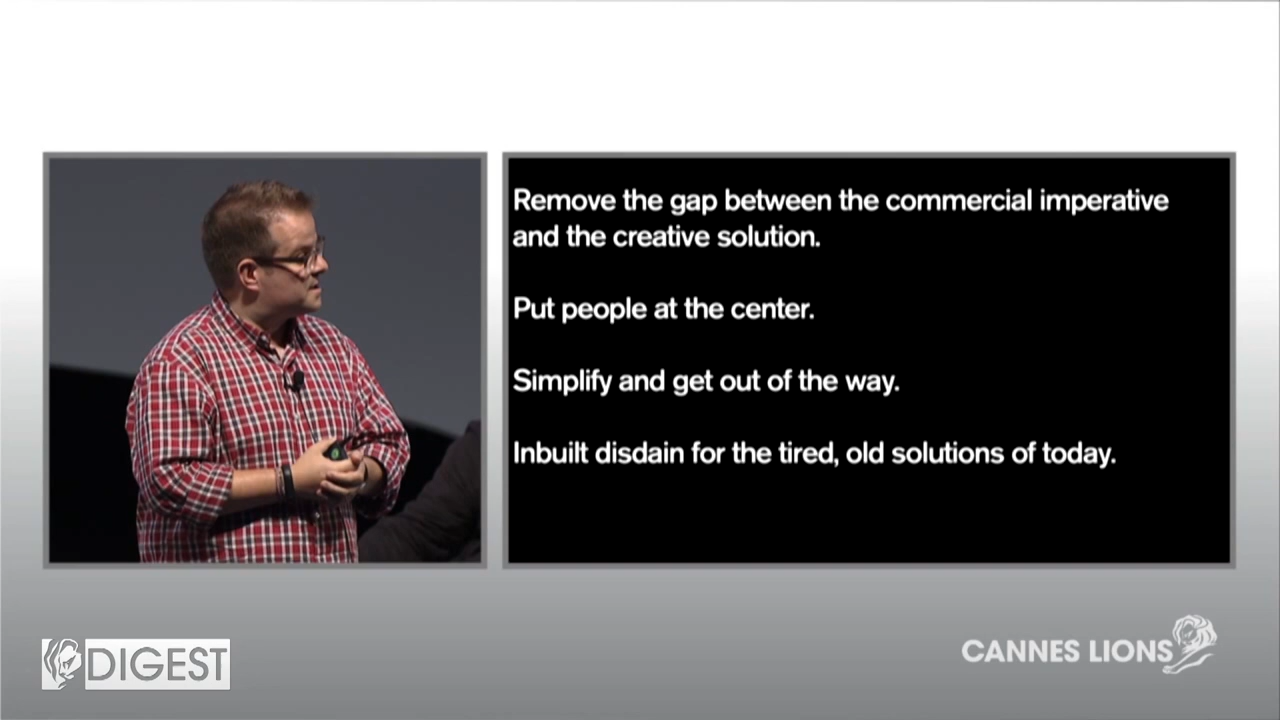 Remove the gap between the commercial imperative
and the creative solution.
Put people at the center.
Simplify and get out of the way.
Inbuilt disdain for the tired, old solutions of today.
DIGEST
CANNES LIONS